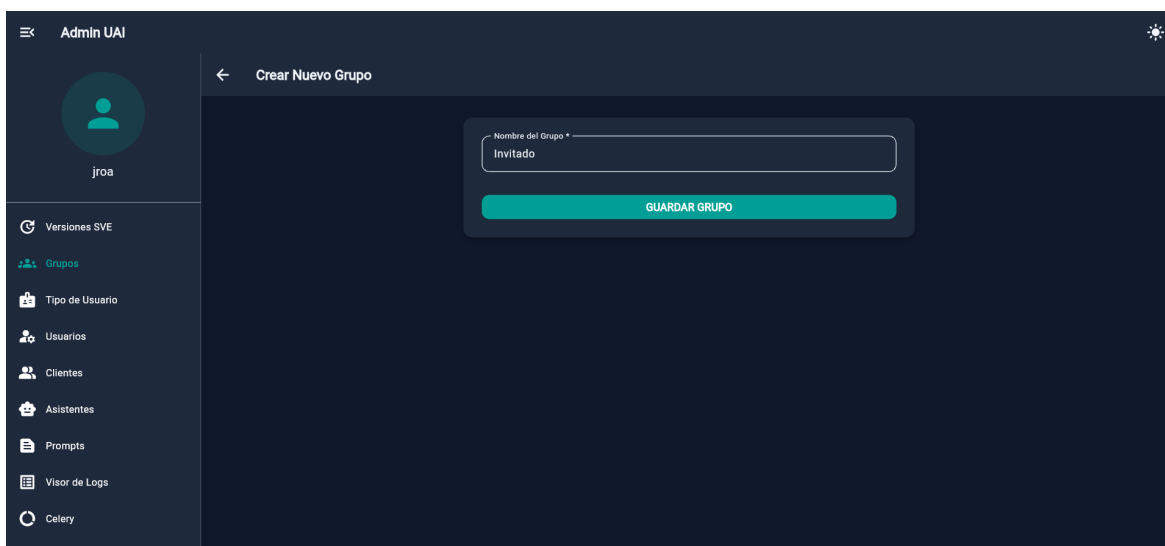 Admin UAI
jroa
Versiones SVE
Grupos
Tipo de Usuario
Usuarios
Clientes
Asistentes
Prompts
Visor de Logs
Celery
Crear Nuevo Grupo
Nombre del Grupo *
Invitado
GUARDAR GRUPO